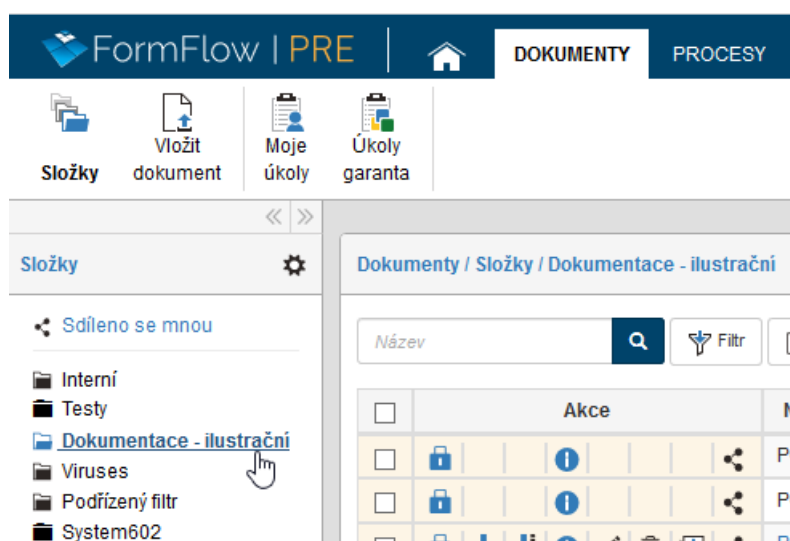 FormFlow | PRE
DOKUMENTY
PROCESY
Složky
Vložit
dokument
Moje
úkoly
Úkoly
garanta
Složky
Sdíleno se mnou
Interní
Testy
Dokumentace - ilustrační
Viruses
Podřízený filtr
System602
Dokumenty / Složky / Dokumentace - ilustrační
Název
Filtr
Akce